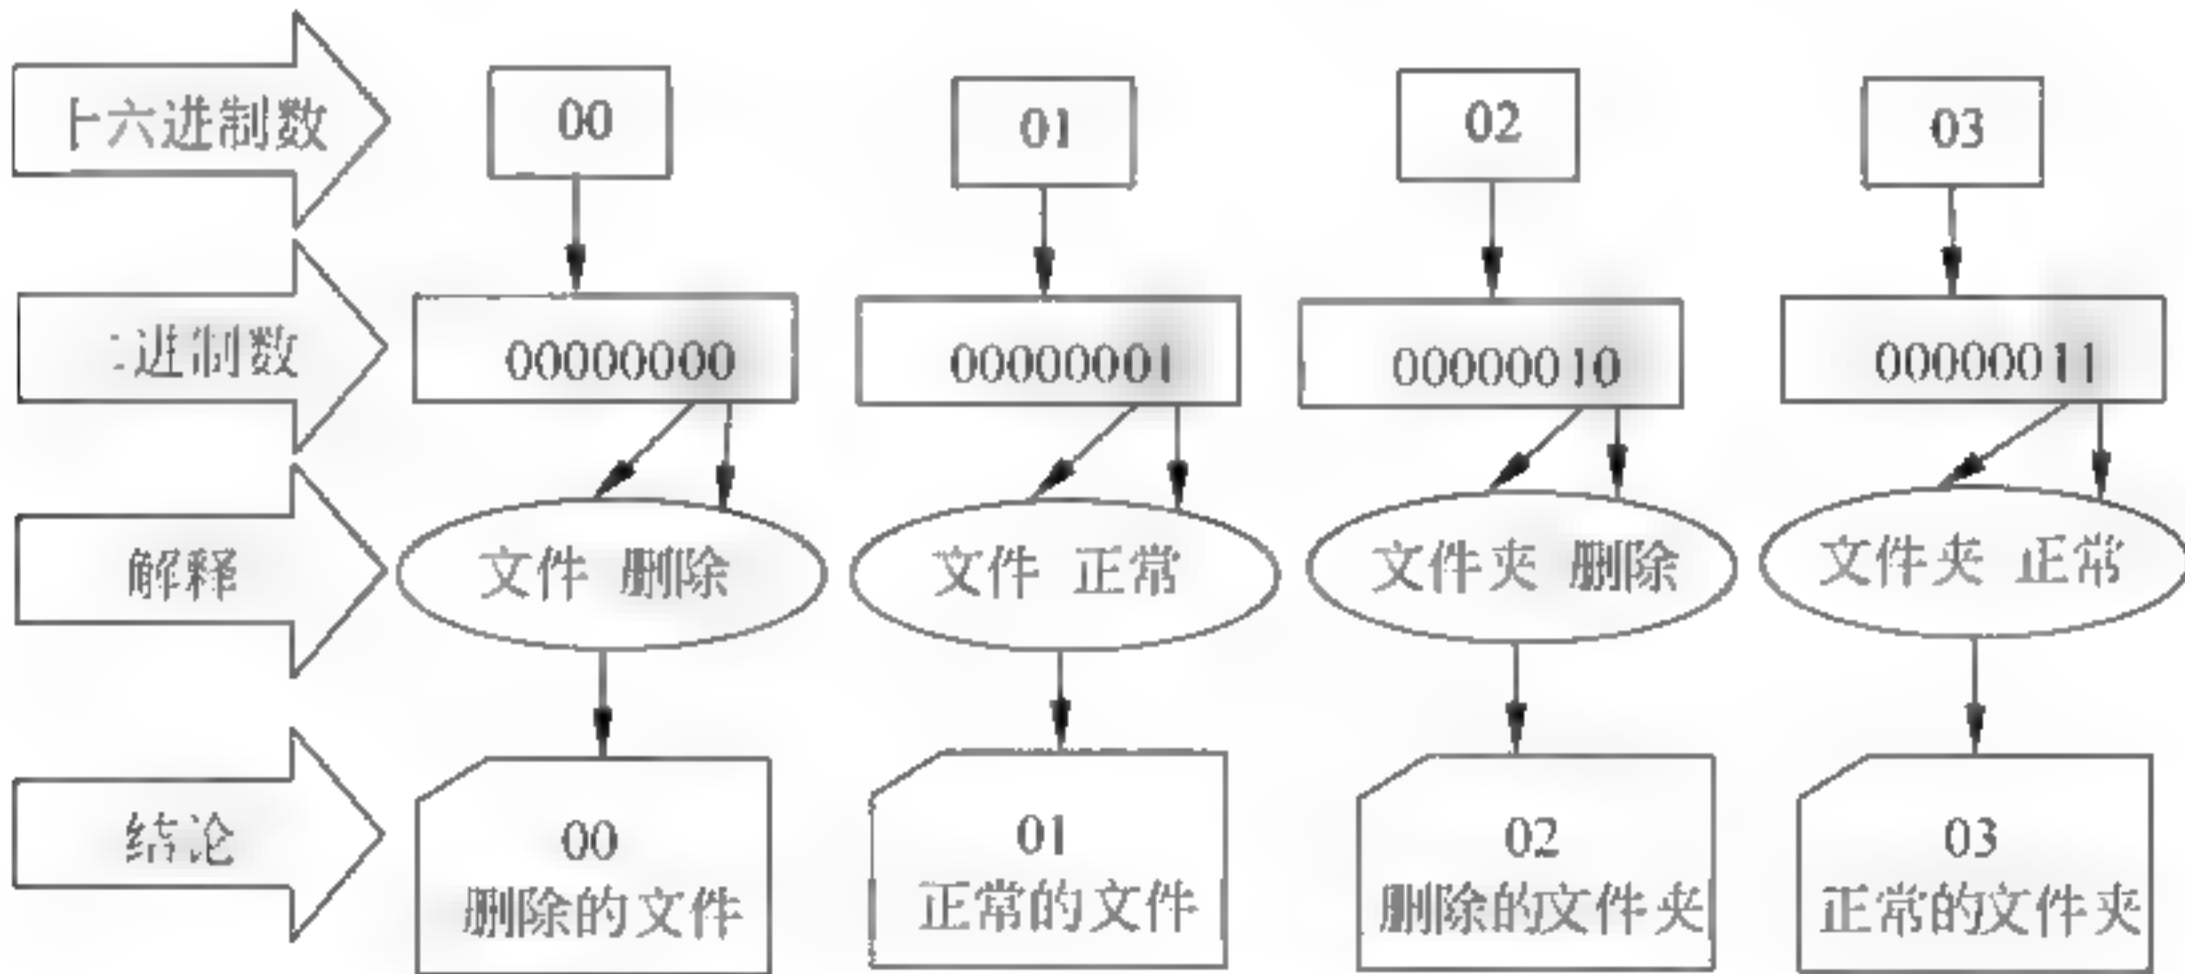 十六进制数 00 01 02 03
二进制数 00000000 00000001 00000010 00000011
解释 文件 删除 文件 正常 文件夹 删除 文件夹 正常
结论 00 01 02 03
删除的文件 正常的文件 删除的文件夹 正常的文件夹